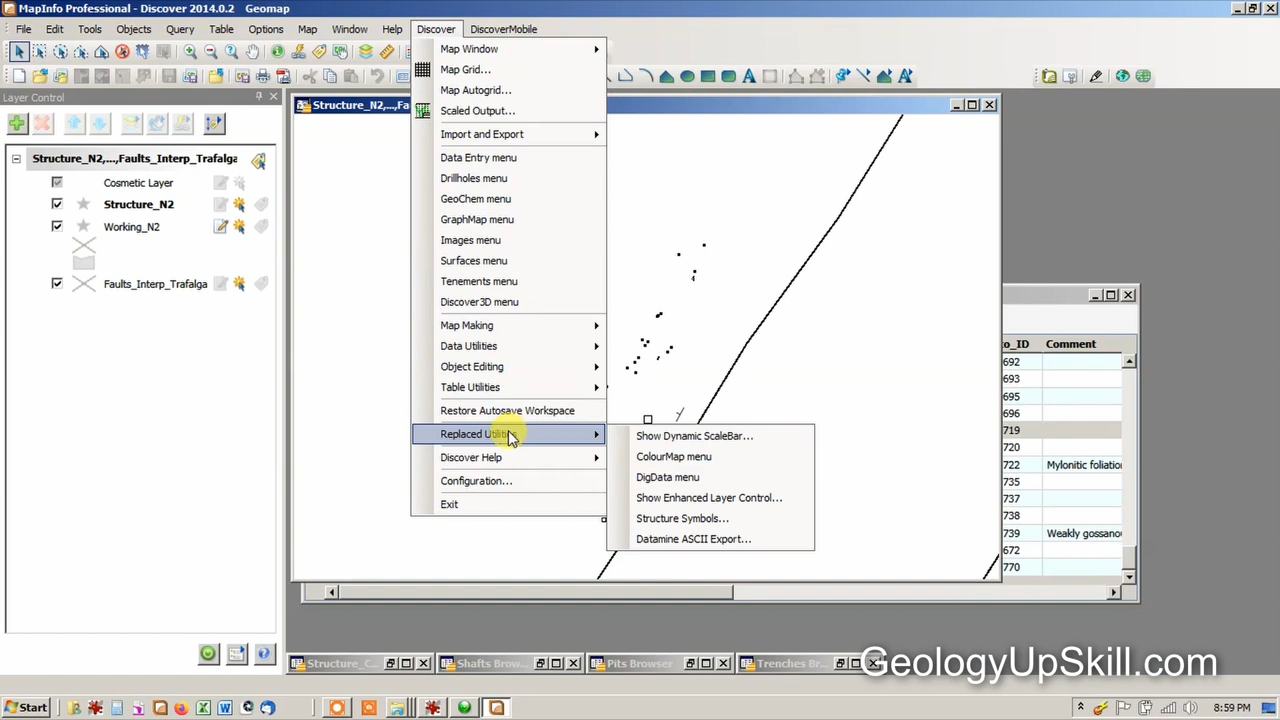 MapInfo Professional - Discover 2014.0.2 Geomap
File Edit Tools Objects Query Table Options Map Window Help Discover DiscoverMobile
Layer Control
Structure_N2,...,Faults_Interp_Trafalga
Cosmetic Layer
Structure_N2
Working_N2
Faults_Interp_Trafalga
Structure_N2,...,Fa
Map Window
Map Grid...
Map Autogrid...
Scaled Output...
Import and Export
Data Entry menu
Drillholes menu
GeoChem menu
GraphMap menu
Images menu
Surfaces menu
Tenements menu
Discover3D menu
Map Making
Data Utilities
Object Editing
Table Utilities
Restore Autosave Workspace
Replaced Utilities
Discover Help
Configuration...
Exit
Show Dynamic ScaleBar...
ColourMap menu
DigData menu
Show Enhanced Layer Control...
Structure Symbols...
Datamine ASCII Export...
to_ID Comment
692
693
695
696
719
720
722 Mylonitic foliation
735
737
738
739 Weakly gossano
672
770
Structure_C... Shafts Brow... Pits Browser Trenches Br...
GeologyUpSkill.com
Start
8:59 PM